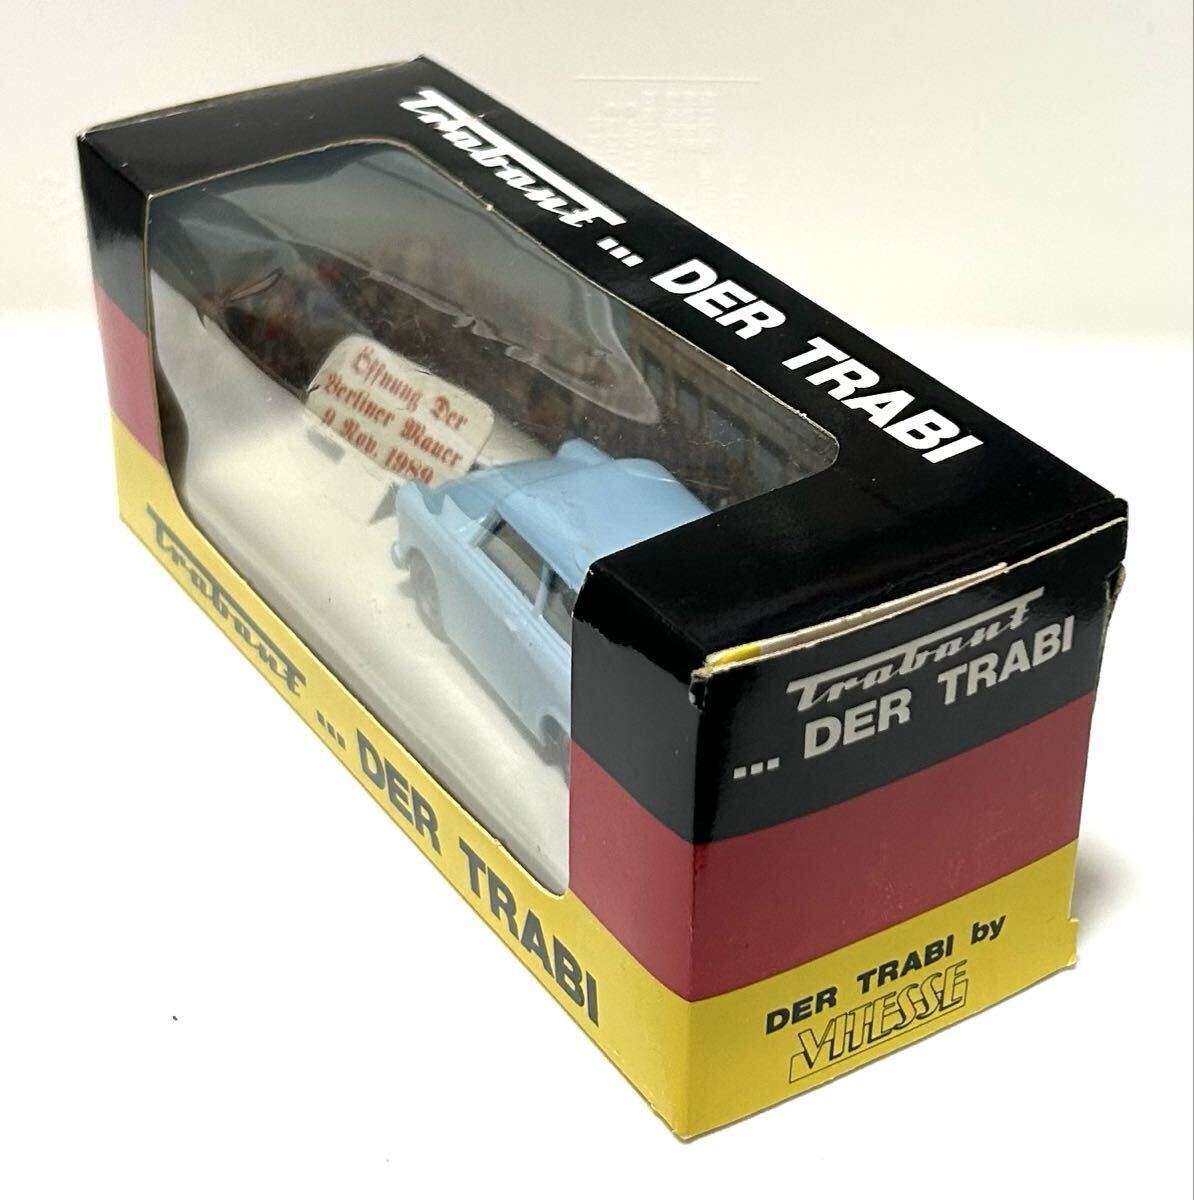 Trabant ... DER TRABI
Öffnung Der
Berliner Mauer
9. Nov. 1989
Trabant ... DER TRABI
Trabant
... DER TRABI
DER TRABI by
VITESSE